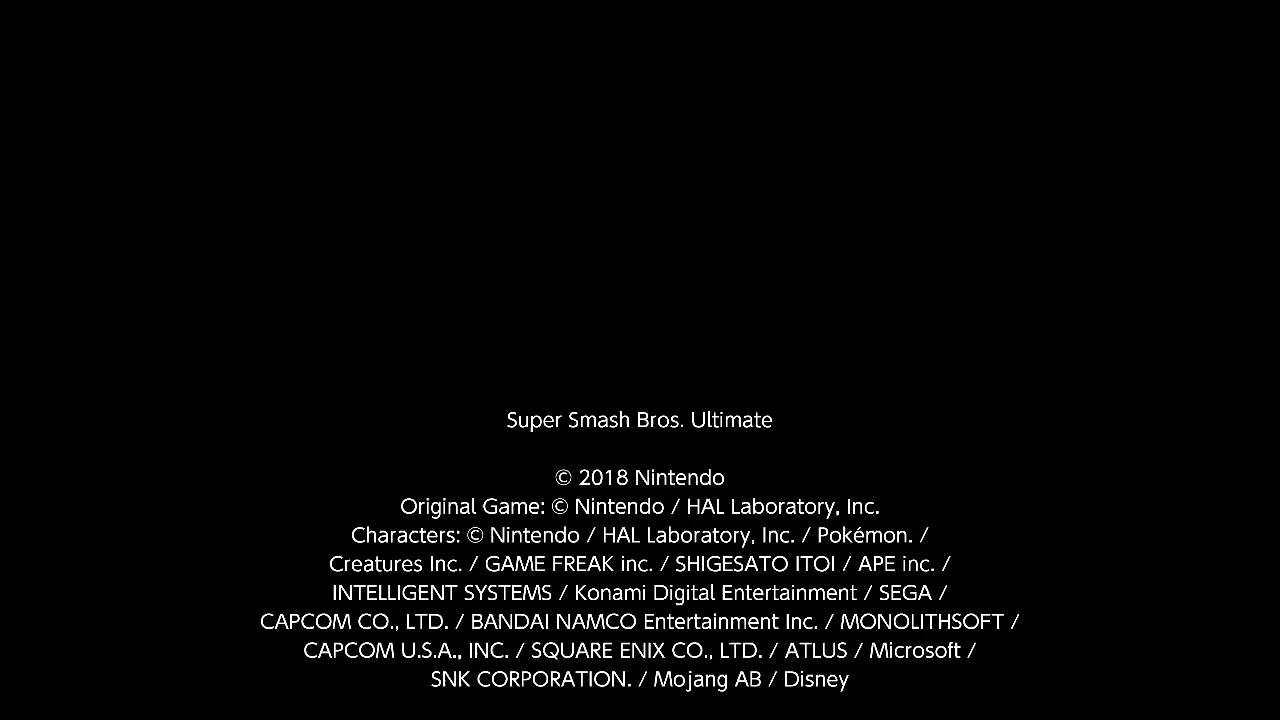 Super Smash Bros. Ultimate
© 2018 Nintendo
Original Game: © Nintendo / HAL Laboratory, Inc.
Characters: © Nintendo / HAL Laboratory, Inc. / Pokémon. /
Creatures Inc. / GAME FREAK inc. / SHIGESATO ITOI / APE inc. /
INTELLIGENT SYSTEMS / Konami Digital Entertainment / SEGA /
CAPCOM CO., LTD. / BANDAI NAMCO Entertainment Inc. / MONOLITHSOFT /
CAPCOM U.S.A., INC. / SQUARE ENIX CO., LTD. / ATLUS / Microsoft /
SNK CORPORATION. / Mojang AB / Disney